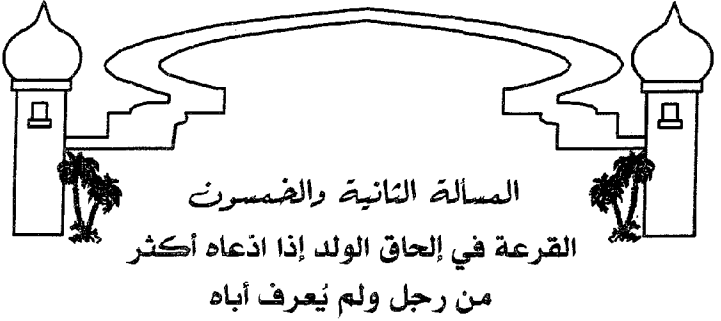 المسألة الثانية والخمسون
القرعة في إلحاق الولد إذا ادّعاه أكثر
من رجل ولم يُعرف أباه